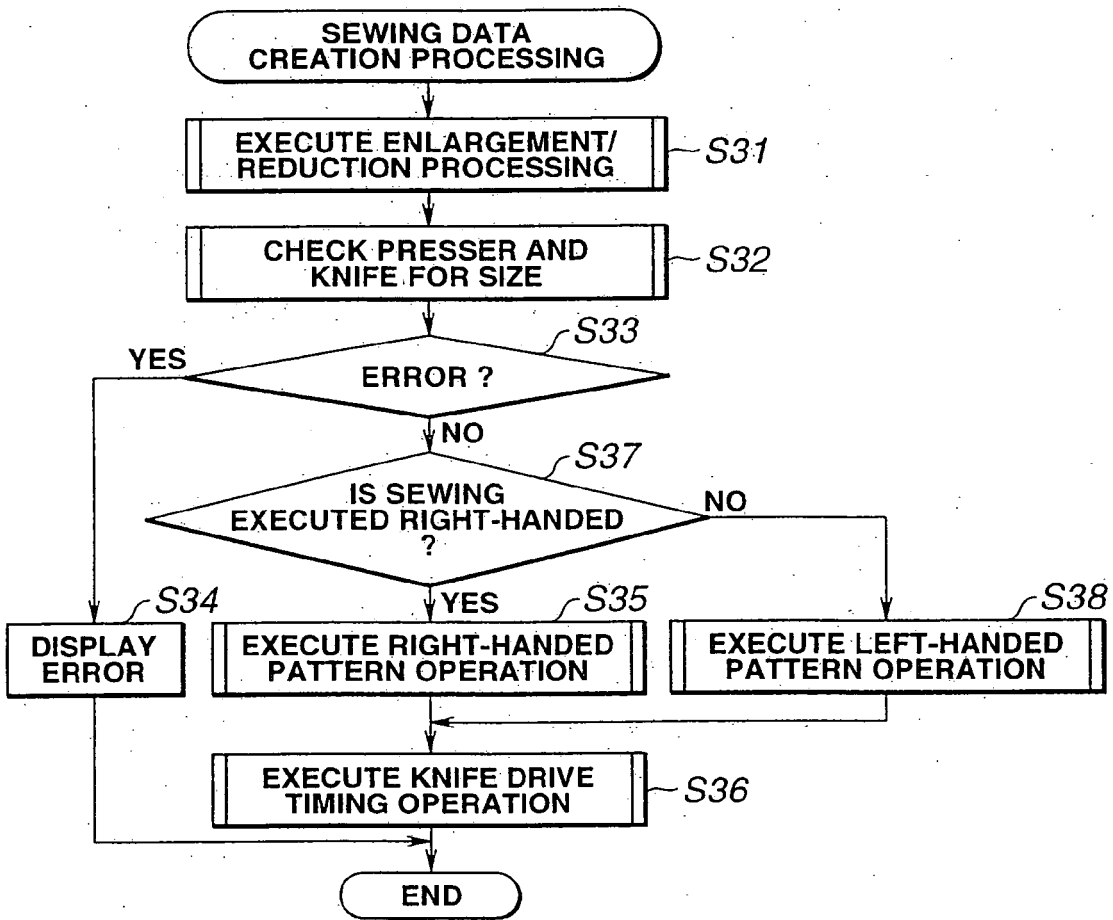 SEWING DATA
CREATION PROCESSING
EXECUTE ENLARGEMENT/
REDUCTION PROCESSING
S31
CHECK PRESSER AND
KNIFE FOR SIZE
S32
S33
YES
ERROR ?
NO
S37
IS SEWING
EXECUTED RIGHT-HANDED
?
NO
YES
S34
DISPLAY
ERROR
S35
EXECUTE RIGHT-HANDED
PATTERN OPERATION
S38
EXECUTE LEFT-HANDED
PATTERN OPERATION
EXECUTE KNIFE DRIVE
TIMING OPERATION
S36
END